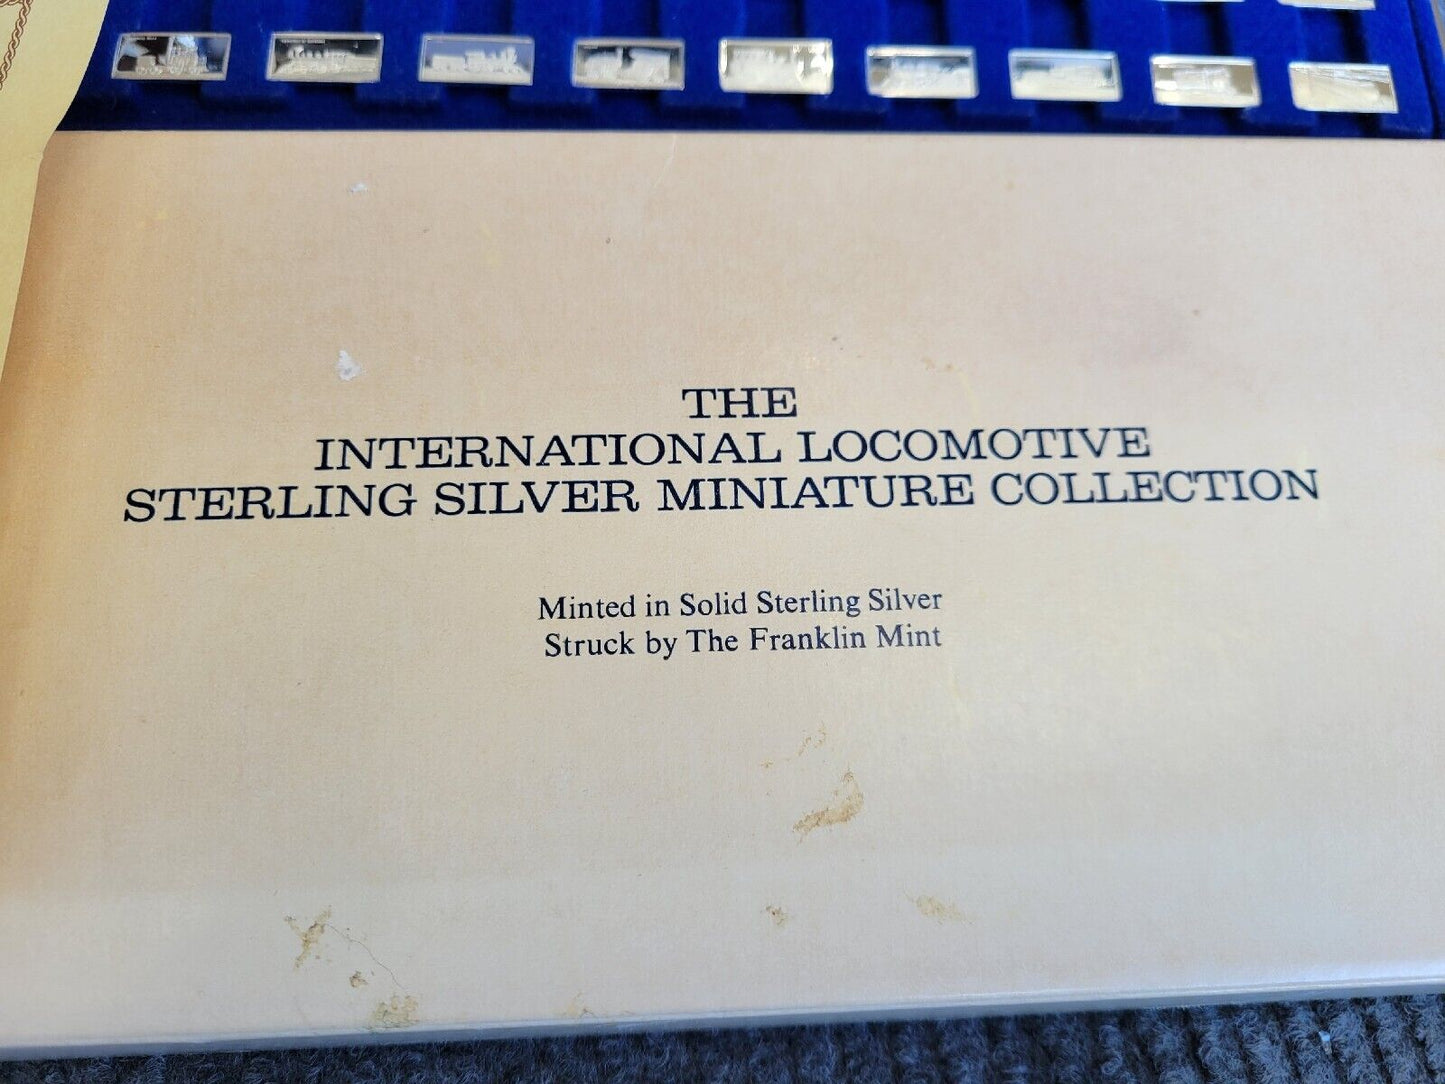 THE
INTERNATIONAL LOCOMOTIVE
STERLING SILVER MINIATURE COLLECTION
Minted in Solid Sterling Silver
Struck by The Franklin Mint